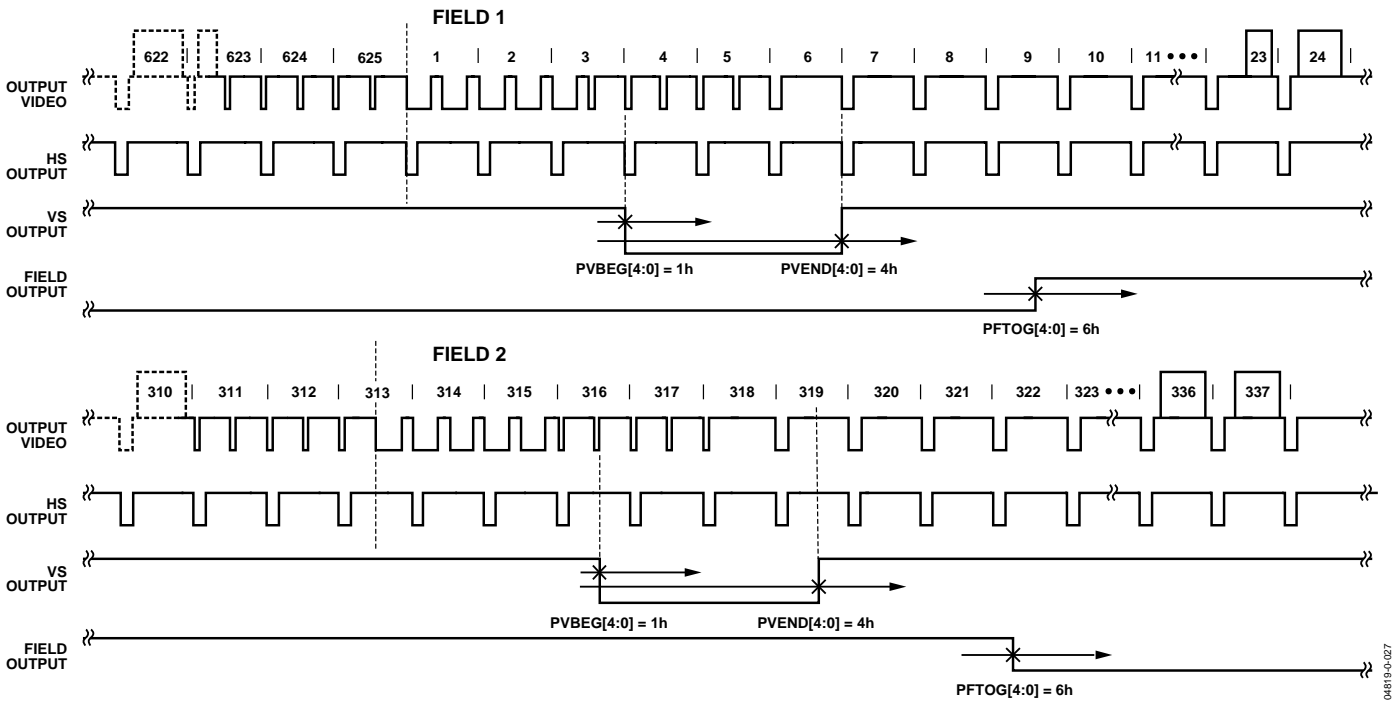 FIELD 1
622 623 624 625 1 2 3 4 5 6 7 8 9 10 11 ••• 23 24
OUTPUT
VIDEO
HS
OUTPUT
VS
OUTPUT
PVBEG[4:0] = 1h PVEND[4:0] = 4h
FIELD
OUTPUT
PFTOG[4:0] = 6h
FIELD 2
310 311 312 313 314 315 316 317 318 319 320 321 322 323 ••• 336 337
OUTPUT
VIDEO
HS
OUTPUT
VS
OUTPUT
PVBEG[4:0] = 1h PVEND[4:0] = 4h
FIELD
OUTPUT
PFTOG[4:0] = 6h
04819-0-027